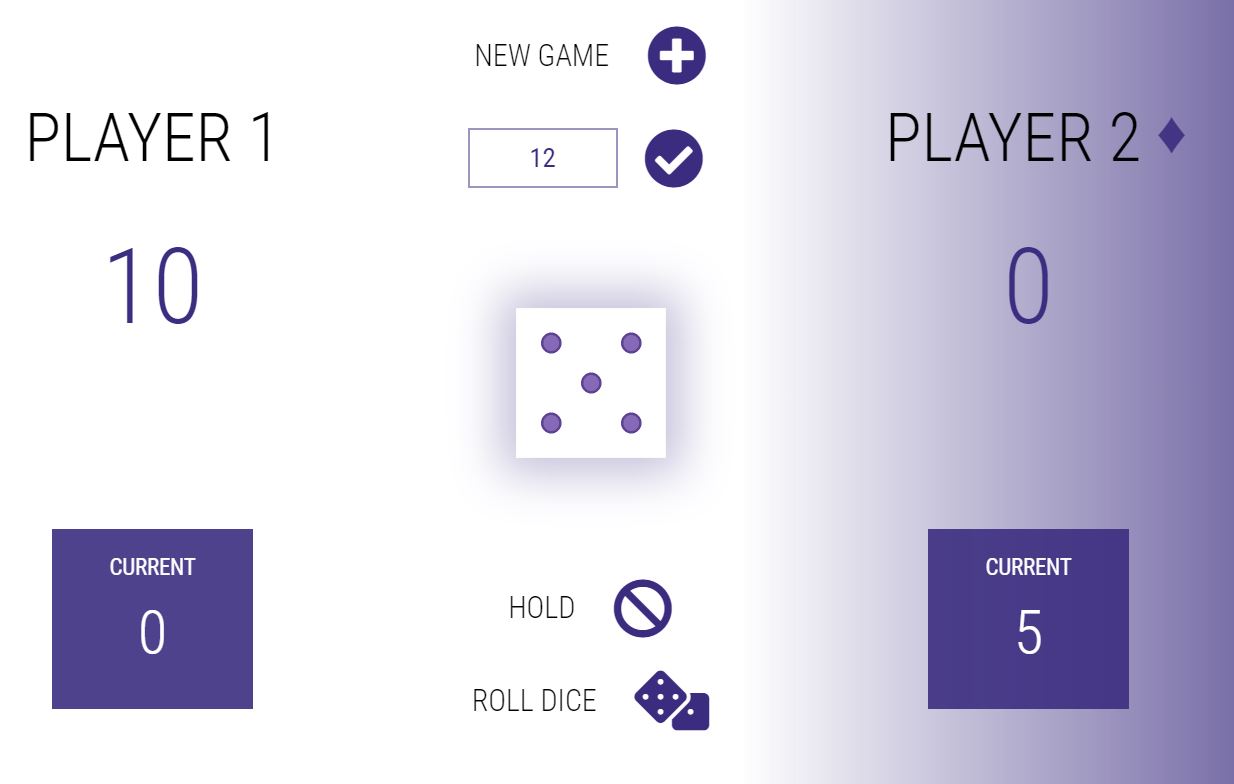 NEW GAME
PLAYER 1
12
PLAYER 2
10
0
CURRENT
0
CURRENT
5
HOLD
ROLL DICE